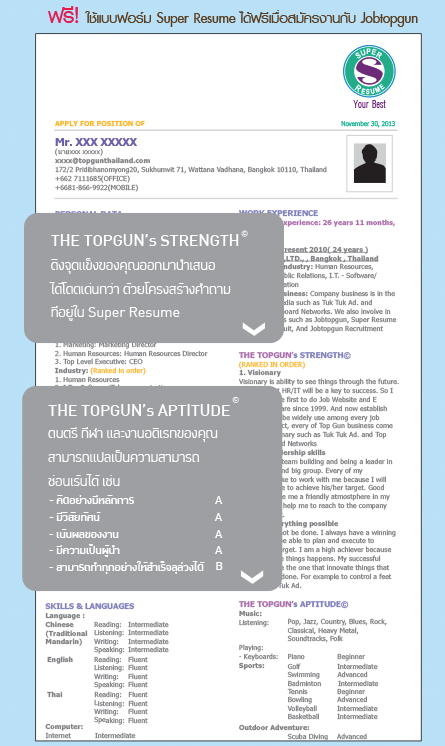 ฟรี! ใช้แบบฟอร์ม Super Resume ได้ฟรีเมื่อสมัครงานกับ Jobtopgun
SUPER
S
RESUME
Your Best
APPLY FOR POSITION OF
November 30, 2013
Mr. XXX XXXXX
(นายxxx xxxxx)
xxxx@topgunthailand.com
172/2 Pridibhanomyong20, Sukhumwit 71, Wattana Vadhana, Bangkok 10110, Thailand
+662 7111685(OFFICE)
+6681-866-9922(MOBILE)
PERSONAL DATA
THE TOPGUN's STRENGTH©
ดึงจุดแข็งของคุณออกมานำเสนอ
ได้โดดเด่นกว่า ด้วยโครงสร้างคำถาม
ที่อยู่ใน Super Resume
1. Marketing: Marketing Director
2. Human Resources: Human Resources Director
3. Top Level Executive: CEO
Industry: (Ranked in order)
1. Human Resources
THE TOPGUN's APTITUDE©
ดนตรี กีฬา และงานอดิเรกของคุณ
สามารถแปลเป็นความสามารถ
ซ่อนเร้นได้ เช่น
- คิดอย่างมีหลักการ A
- มีวิสัยทัศน์ A
- เน้นผลของงาน A
- มีความเป็นผู้นำ A
- สามารถทำทุกอย่างให้สำเร็จลุล่วงได้ B
SKILLS & LANGUAGES
Language :
Chinese Reading: Intermediate
(Traditional Listening: Intermediate
Mandarin) Writing: Intermediate
Speaking: Intermediate
English Reading: Fluent
Listening: Fluent
Writing: Fluent
Speaking: Fluent
Thai Reading: Fluent
Listening: Fluent
Writing: Fluent
Speaking: Fluent
Computer:
Internet Intermediate
WORK EXPERIENCE
xperience: 26 years 11 months,
resent 2010( 24 years )
LTD., , Bangkok , Thailand
ndustry: Human Resources,
blic Relations, I.T. - Software/
ation
siness: Company business is in the
dia such as Tuk Tuk Ad. and
oard Networks. We also involve in
s such as Jobtopgun, Super Resume
uit, And Jobtopgun Recruitment
THE TOPGUN's STRENGTH©
(RANKED IN ORDER)
1. Visionary
Visionary is ability to see things through the future.
HR/IT will be a key to success. So I
e first to do Job Website and E
are since 1999. And now establish
be widely use among every job
ct, every of Top Gun business come
nary such as Tuk Tuk Ad. and Top
d Networks
ership skills
team building and being a leader in
nd big group. Every of my
ke to work with me because I will
e to achieve his/her target. Good
e me a friendly atmostphere in my
help me to reach to the company
rything possible
not be done. I always have a winning
be able to plan and execute to
rget. I am a high achiever because
e things happens. My successful
e the one that innovate things that
done. For example to control a feet
Tuk Ad.
THE TOPGUN's APTITUDE©
Music:
Listening: Pop, Jazz, Country, Blues, Rock,
Classical, Heavy Metal,
Soundtracks, Folk
Playing:
- Keyboards: Piano Beginner
Sports: Golf Intermediate
Swimming Advanced
Badminton Intermediate
Tennis Beginner
Bowling Advanced
Volleyball Intermediate
Basketball Intermediate
Outdoor Adventure:
Scuba Diving Advanced